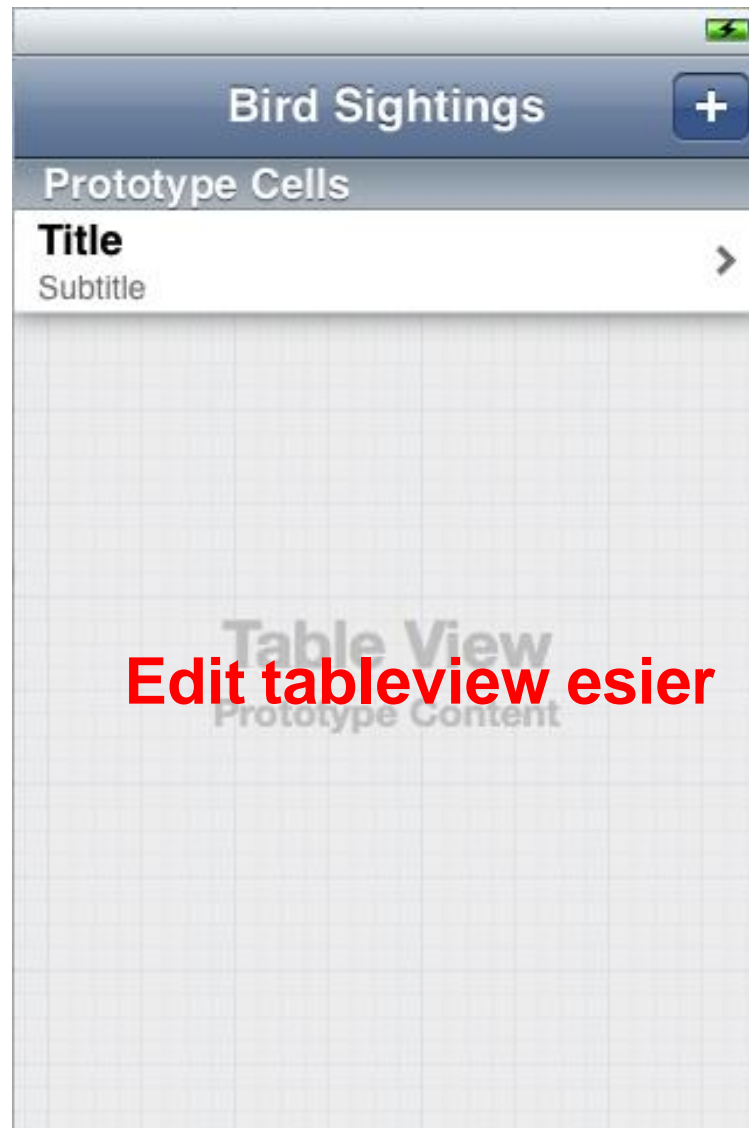 Bird Sightings +
Prototype Cells
Title
Subtitle
Table View
Edit tableview esier
Prototype Content